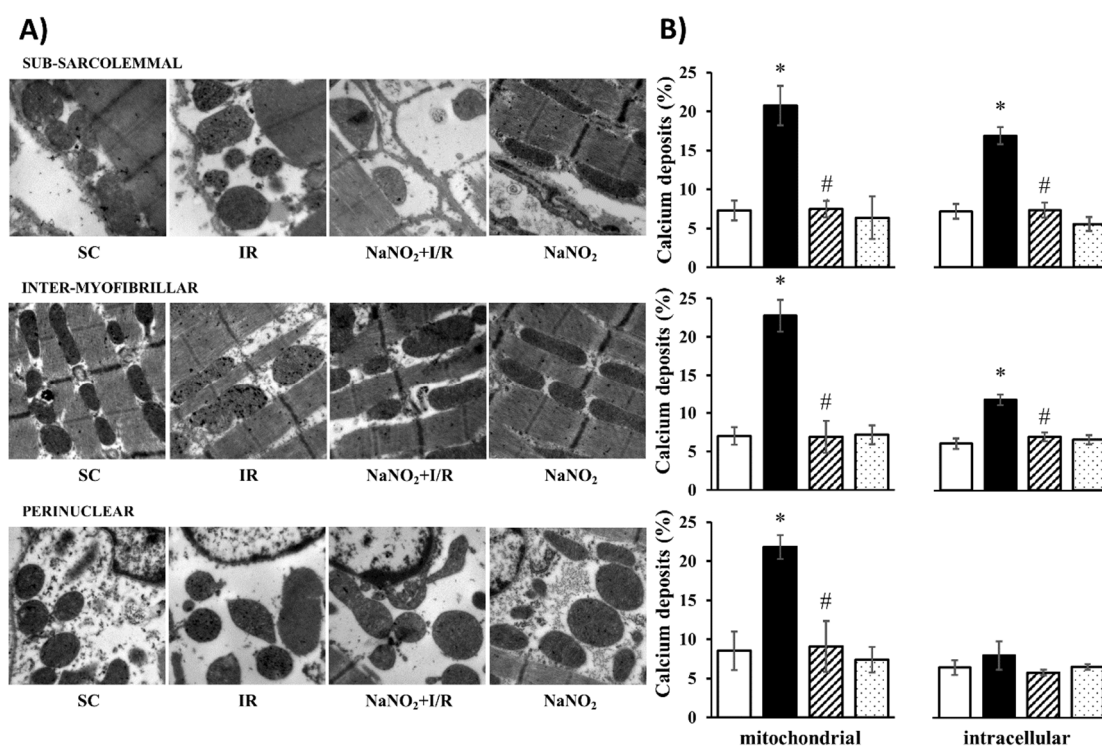 A)
B)
SUB-SARCOLEMMAL
SC IR NaNO₂+I/R NaNO₂
Calcium deposits (%)
25
20
15
10
5
0
*
#
*
#
INTER-MYOFIBRILLAR
SC IR NaNO₂+I/R NaNO₂
Calcium deposits (%)
25
20
15
10
5
0
*
#
*
#
PERINUCLEAR
SC IR NaNO₂+I/R NaNO₂
Calcium deposits (%)
25
20
15
10
5
0
*
#
mitochondrial intracellular